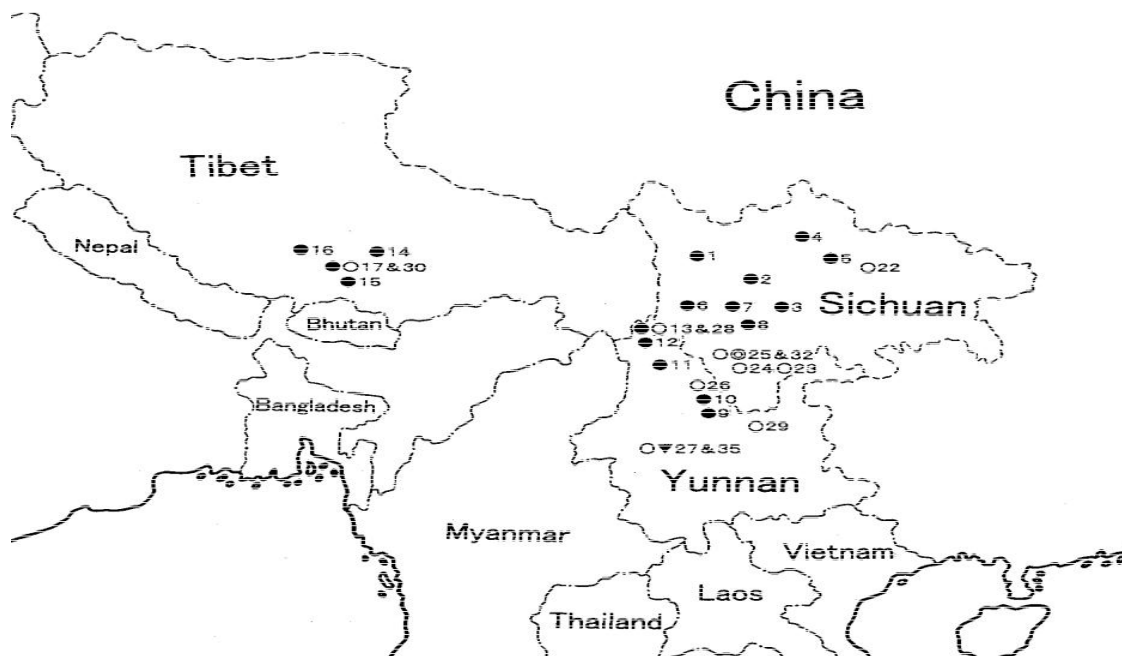 China
Tibet
4
Nepal
16
14
1
5
22
17&30
2
15
6
7
3
Sichuan
Bhutan
8
13&28
12
25&32
11
24
23
26
Bangladesh
10
9
29
27&35
Yunnan
Myanmar
Vietnam
Laos
Thailand